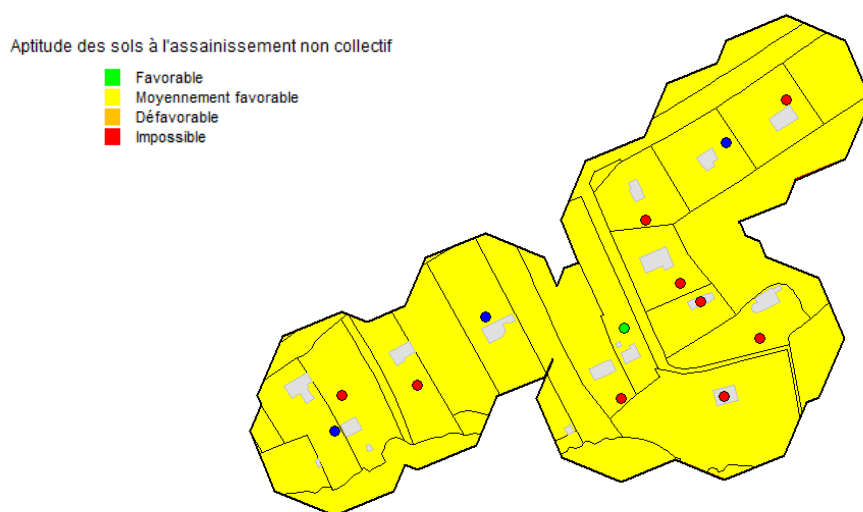 Aptitude des sols à l'assainissement non collectif
Favorable
Moyennement favorable
Défavorable
Impossible